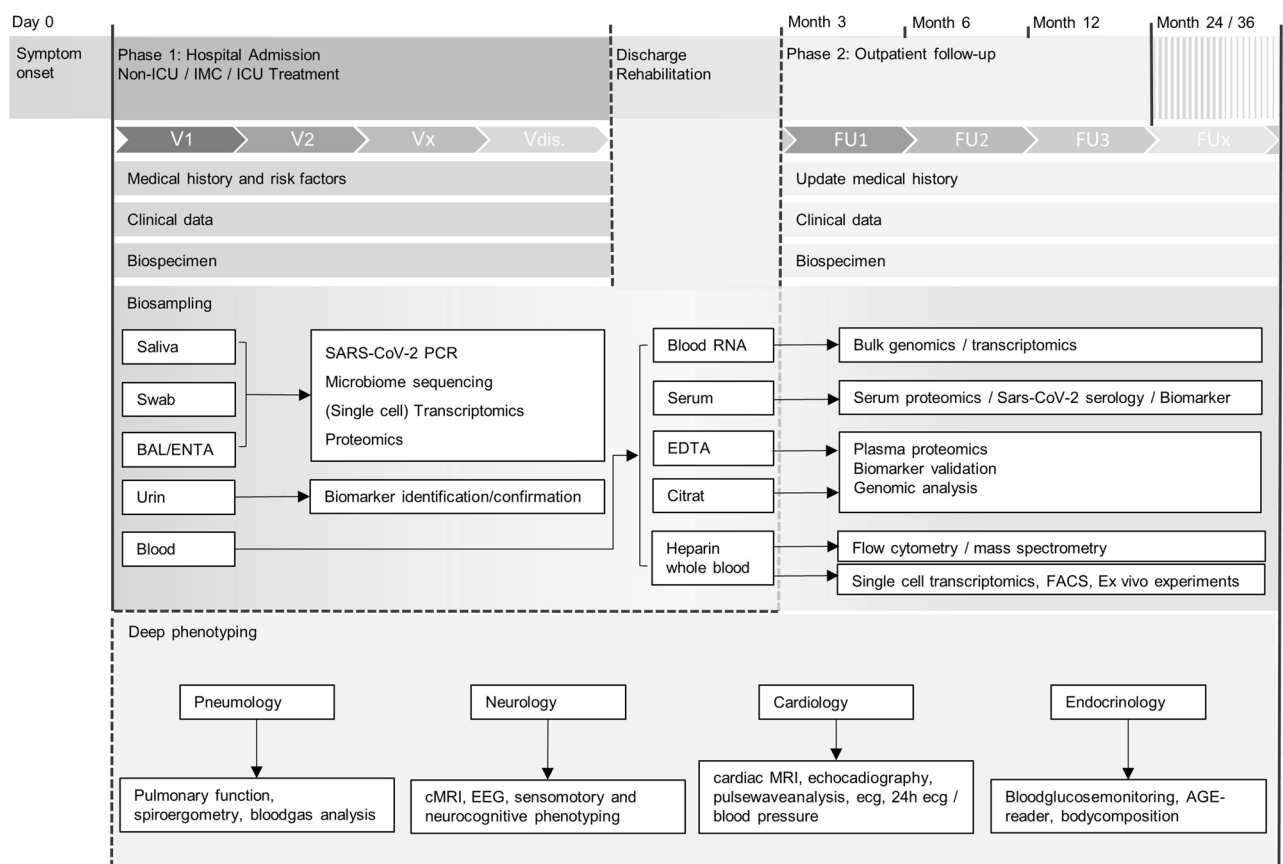 Day 0
Month 3
Month 6
Month 12
Month 24 / 36
Symptom
onset
Phase 1: Hospital Admission
Non-ICU / IMC / ICU Treatment
Discharge
Rehabilitation
Phase 2: Outpatient follow-up
V1
V2
Vx
Vdis.
FU1
FU2
FU3
FUx
Medical history and risk factors
Update medical history
Clinical data
Clinical data
Biospecimen
Biospecimen
Biosampling
Saliva
Swab
BAL/ENTA
Urin
Blood
SARS-CoV-2 PCR
Microbiome sequencing
(Single cell) Transcriptomics
Proteomics
Biomarker identification/confirmation
Blood RNA
Serum
EDTA
Citrat
Heparin
whole blood
Bulk genomics / transcriptomics
Serum proteomics / Sars-CoV-2 serology / Biomarker
Plasma proteomics
Biomarker validation
Genomic analysis
Flow cytometry / mass spectrometry
Single cell transcriptomics, FACS, Ex vivo experiments
Deep phenotyping
Pneumology
Neurology
Cardiology
Endocrinology
Pulmonary function,
spiroergometry, bloodgas analysis
cMRI, EEG, sensomotory and
neurocognitive phenotyping
cardiac MRI, echocadiography,
pulsewaveanalysis, ecg, 24h ecg /
blood pressure
Bloodglucosemonitoring, AGE-
reader, bodycomposition